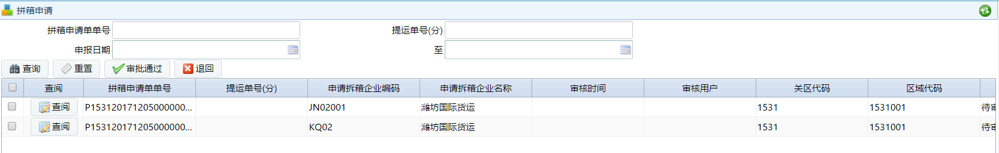 拼箱申请
拼箱申请单单号 提运单号(分)
申报日期 至
查询 重置 审批通过 退回
查阅 拼箱申请单单号 提运单号(分) 申请拆箱企业编码 申请拆箱企业名称 审核时间 审核用户 关区代码 区域代码
查阅 P153120171205000000... JN02001 潍坊国际货运 1531 1531001 待
查阅 P153120171205000000... KQ02 潍坊国际货运 1531 1531001 待